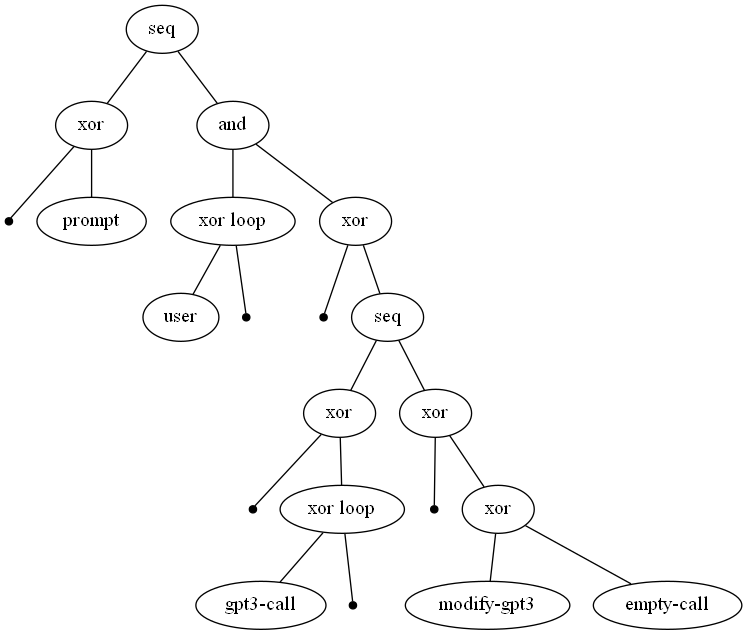 seq
xor
and
prompt
xor loop
xor
user
seq
xor
xor
xor loop
xor
gpt3-call
modify-gpt3
empty-call